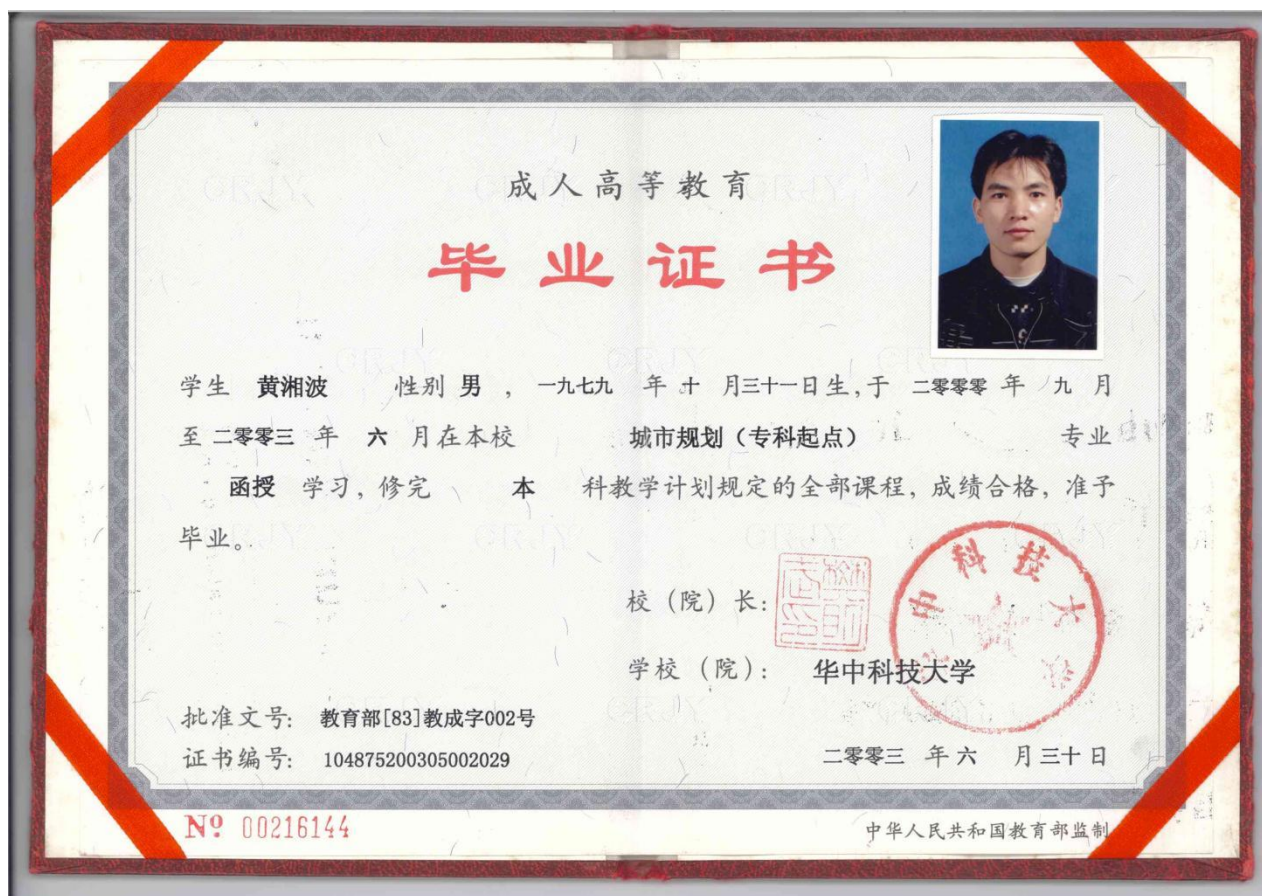 成人高等教育
毕业证书
学生 黄湘波 性别 男 , 一九七九 年 十 月三十一日生,于 二零零零 年 九 月
至 二零零三 年 六 月在本校 城市规划（专科起点） 专业
函授 学习, 修完 本 科教学计划规定的全部课程, 成绩合格, 准予
毕业。
校（院）长:
学校（院）: 华中科技大学
批准文号: 教育部[83]教成字002号
证书编号: 104875200305002029
二零零三 年 六 月 三十 日
№ 00216144
中华人民共和国教育部监制